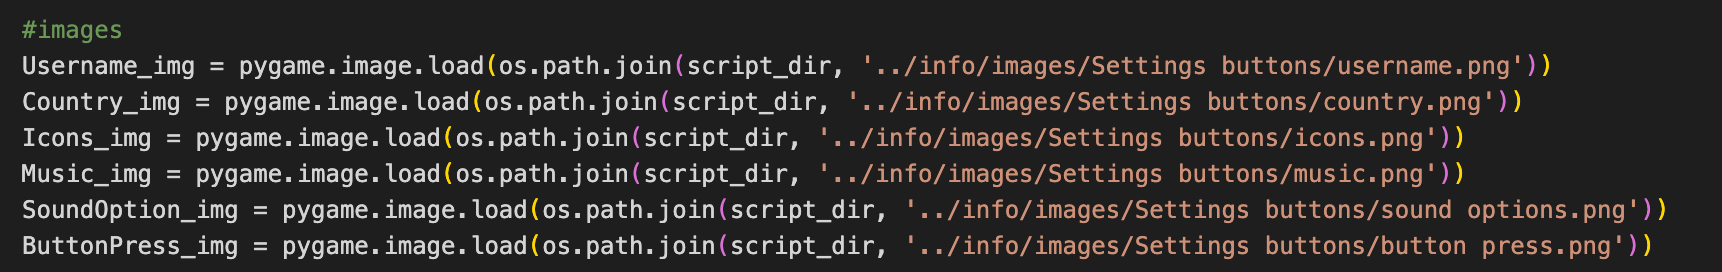 #images
Username_img = pygame.image.load(os.path.join(script_dir, '../info/images/Settings buttons/username.png'))
Country_img = pygame.image.load(os.path.join(script_dir, '../info/images/Settings buttons/country.png'))
Icons_img = pygame.image.load(os.path.join(script_dir, '../info/images/Settings buttons/icons.png'))
Music_img = pygame.image.load(os.path.join(script_dir, '../info/images/Settings buttons/music.png'))
SoundOption_img = pygame.image.load(os.path.join(script_dir, '../info/images/Settings buttons/sound options.png'))
ButtonPress_img = pygame.image.load(os.path.join(script_dir, '../info/images/Settings buttons/button press.png'))